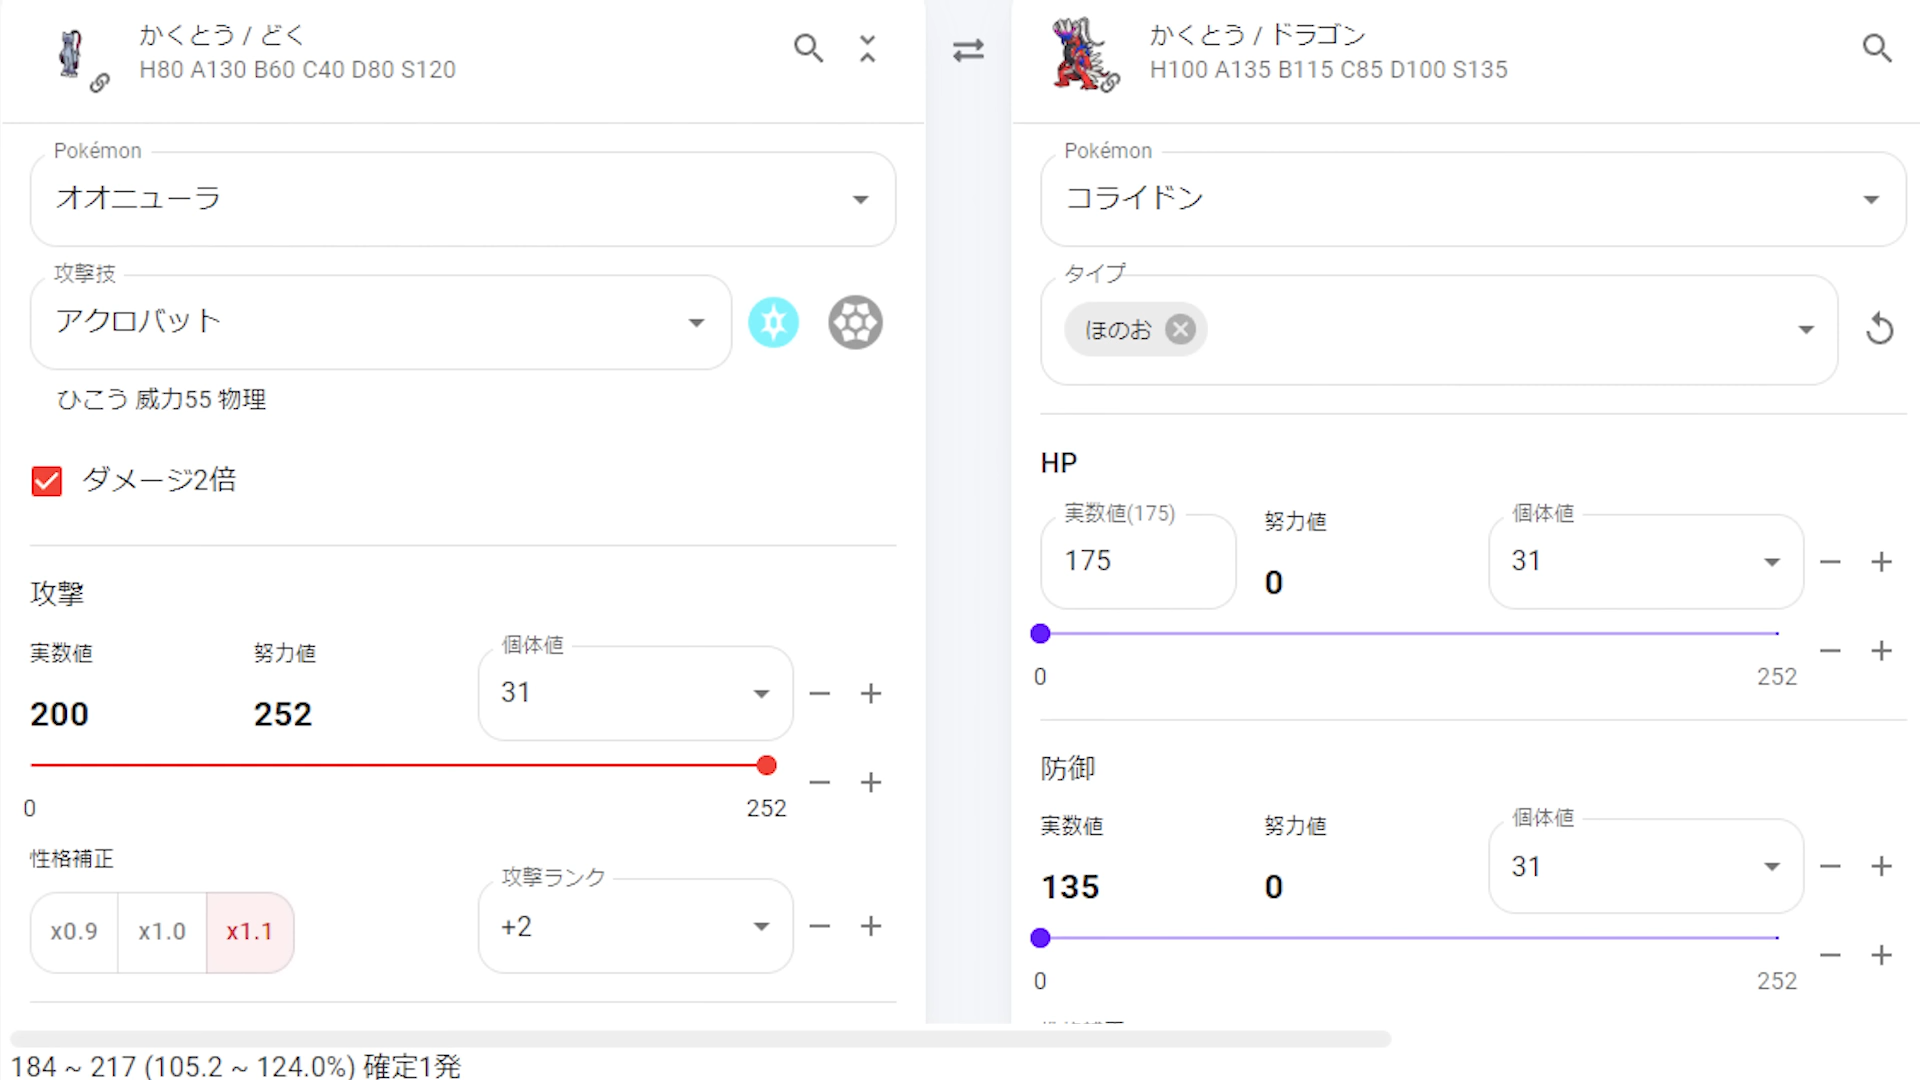 かくとう / どく
H80 A130 B60 C40 D80 S120
Pokémon
オオニューラ
攻撃技
アクロバット
ひこう 威力55 物理
ダメージ2倍
攻撃
実数値
努力値
個体値
200
252
31
0
252
性格補正
攻撃ランク
x0.9
x1.0
x1.1
+2
かくとう / ドラゴン
H100 A135 B115 C85 D100 S135
Pokémon
コライドン
タイプ
ほのお
HP
実数値(175)
努力値
個体値
175
0
31
0
252
防御
実数値
努力値
個体値
135
0
31
0
252
184 ~ 217 (105.2 ~ 124.0%) 確定1発